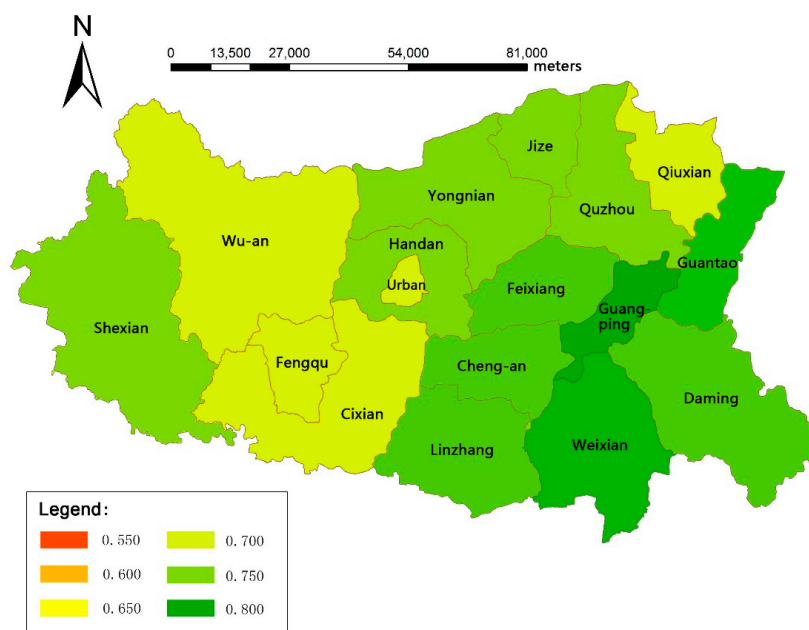 N
0 13,500 27,000 54,000 81,000
meters
Jize
Qiuxian
Yongnian
Quzhou
Wu-an
Handan
Guantao
Urban
Feixiang
Guang-
ping
Shexian
Fengqu
Cheng-an
Daming
Cixian
Linzhang
Weixian
Legend:
0.550 0.700
0.600 0.750
0.650 0.800